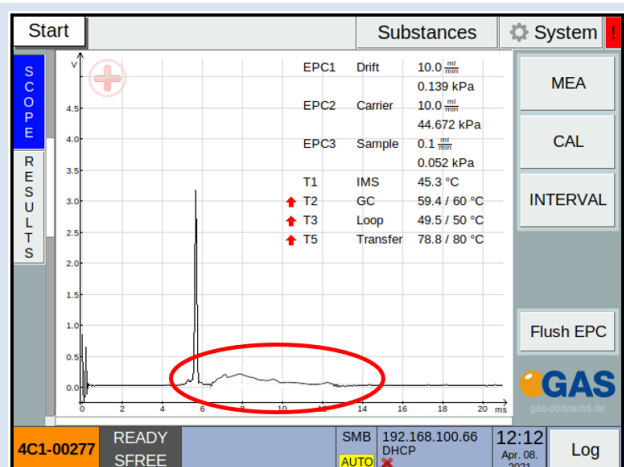 Start
Substances
System
!
SCOPE
RESULTS
V
4.5
4.0
3.5
3.0
2.5
2.0
1.5
1.0
0.5
0.0
0 2 4 6 8 10 12 14 16 18 20 ms
EPC1 Drift 10.0 ml/min
0.139 kPa
EPC2 Carrier 10.0 ml/min
44.672 kPa
EPC3 Sample 0.1 ml/min
0.052 kPa
T1 IMS 45.3 °C
T2 GC 59.4 / 60 °C
T3 Loop 49.5 / 50 °C
T5 Transfer 78.8 / 80 °C
MEA
CAL
INTERVAL
Flush EPC
GAS
gas-dortmund.de
4C1-00277
READY
SFREE
SMB
AUTO
192.168.100.66
DHCP
12:12
Apr. 08.
2021
Log